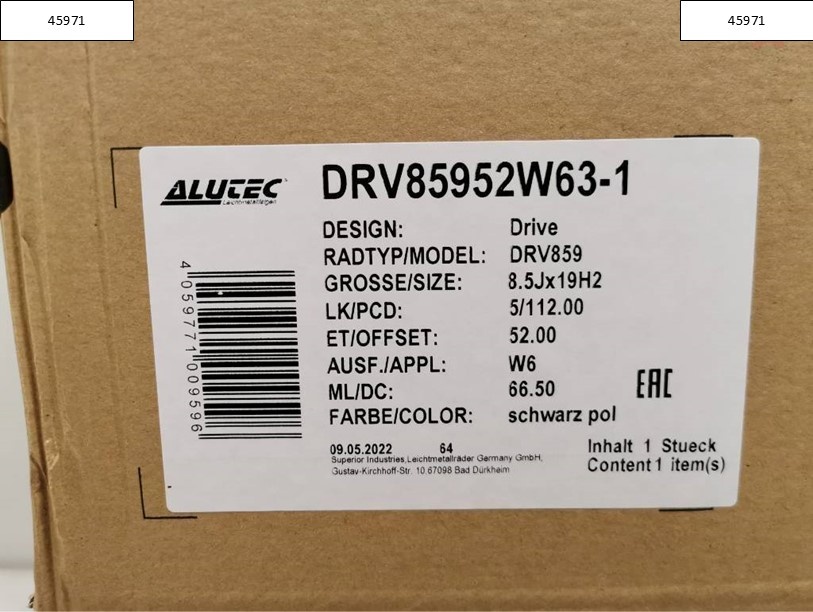 45971
45971
ALUTEC
Leichtmetallfelgen
DRV85952W63-1
DESIGN: Drive
RADTYP/MODEL: DRV859
GROSSE/SIZE: 8.5Jx19H2
LK/PCD: 5/112.00
ET/OFFSET: 52.00
AUSF./APPL: W6
ML/DC: 66.50
FARBE/COLOR: schwarz pol
EAC
4 059771 009596
09.05.2022 64
Superior Industries,Leichtmetallräder Germany GmbH,
Gustav-Kirchhoff-Str. 10,67098 Bad Dürkheim
Inhalt 1 Stueck
Content 1 item(s)